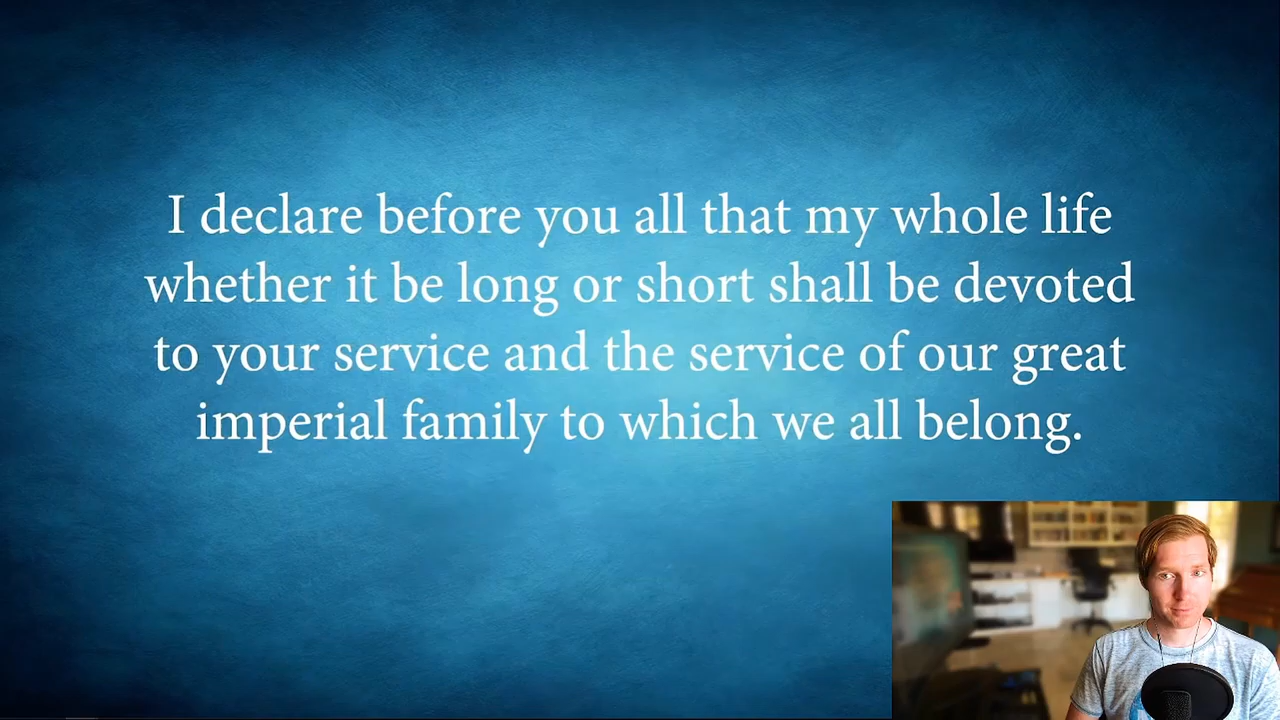 I declare before you all that my whole life
whether it be long or short shall be devoted
to your service and the service of our great
imperial family to which we all belong.